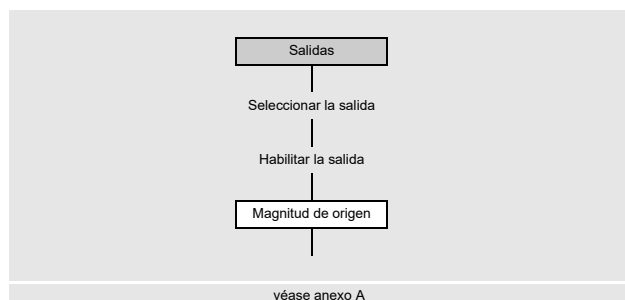 Salidas
Seleccionar la salida
Habilitar la salida
Magnitud de origen
véase anexo A